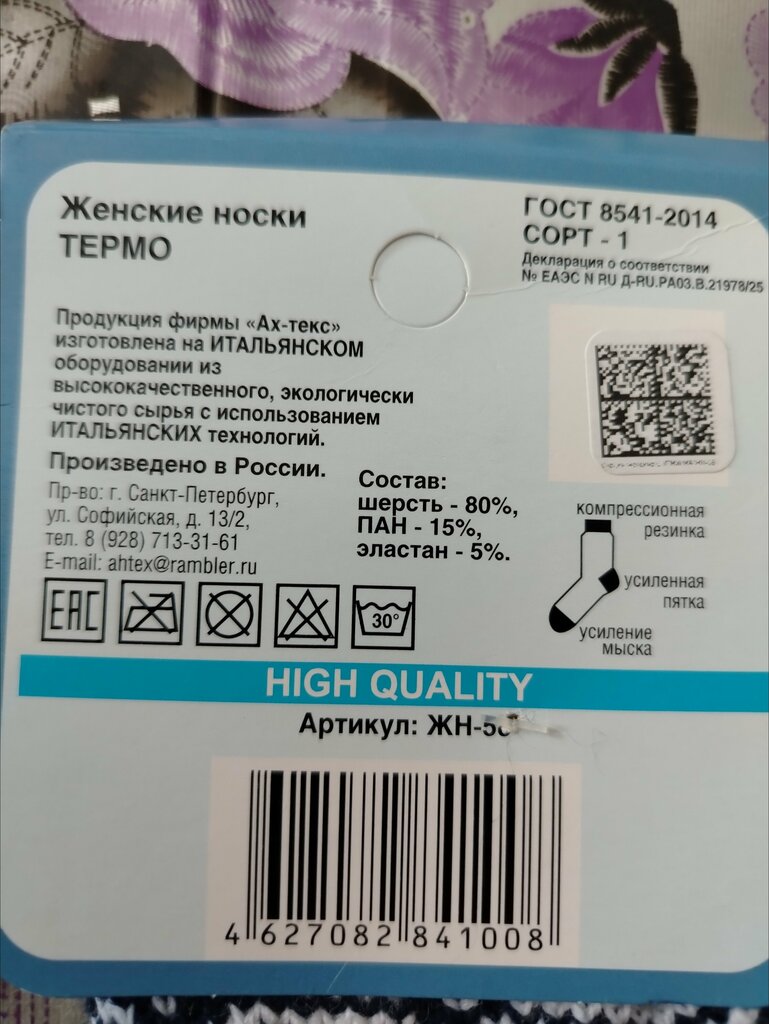 Женские носки
ТЕРМО
ГОСТ 8541-2014
СОРТ - 1
Декларация о соответствии
№ ЕАЭС N RU Д-RU.РА03.В.21978/25
Продукция фирмы «Ах-текс»
изготовлена на ИТАЛЬЯНСКОМ
оборудовании из
высококачественного, экологически
чистого сырья с использованием
ИТАЛЬЯНСКИХ технологий.
Произведено в России.
Пр-во: г. Санкт-Петербург,
ул. Софийская, д. 13/2,
тел. 8 (928) 713-31-61
E-mail: ahtex@rambler.ru
Состав:
шерсть - 80%,
ПАН - 15%,
эластан - 5%.
компрессионная
резинка
усиленная
пятка
усиление
мыска
EAC
30°
HIGH QUALITY
Артикул: ЖН-
4 627082 841008